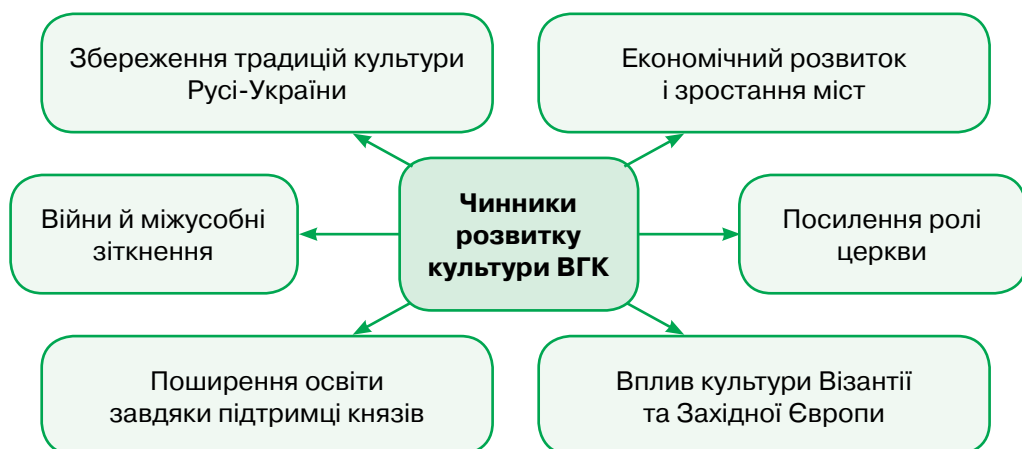 Збереження традицій культури
Русі-України
Економічний розвиток
і зростання міст
Війни й міжусобні
зіткнення
Чинники
розвитку
культури ВГК
Посилення ролі
церкви
Поширення освіти
завдяки підтримці князів
Вплив культури Візантії
та Західної Європи